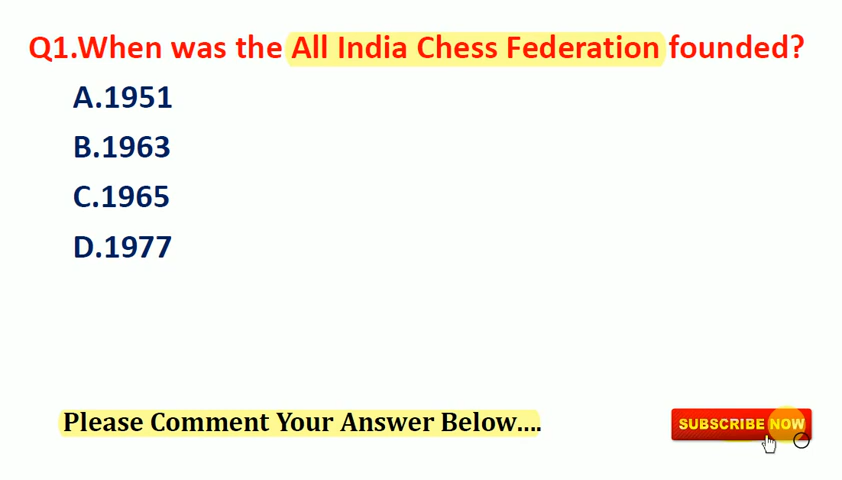 Q1.When was the All India Chess Federation founded?
A.1951
B.1963
C.1965
D.1977
Please Comment Your Answer Below....
SUBSCRIBE NOW